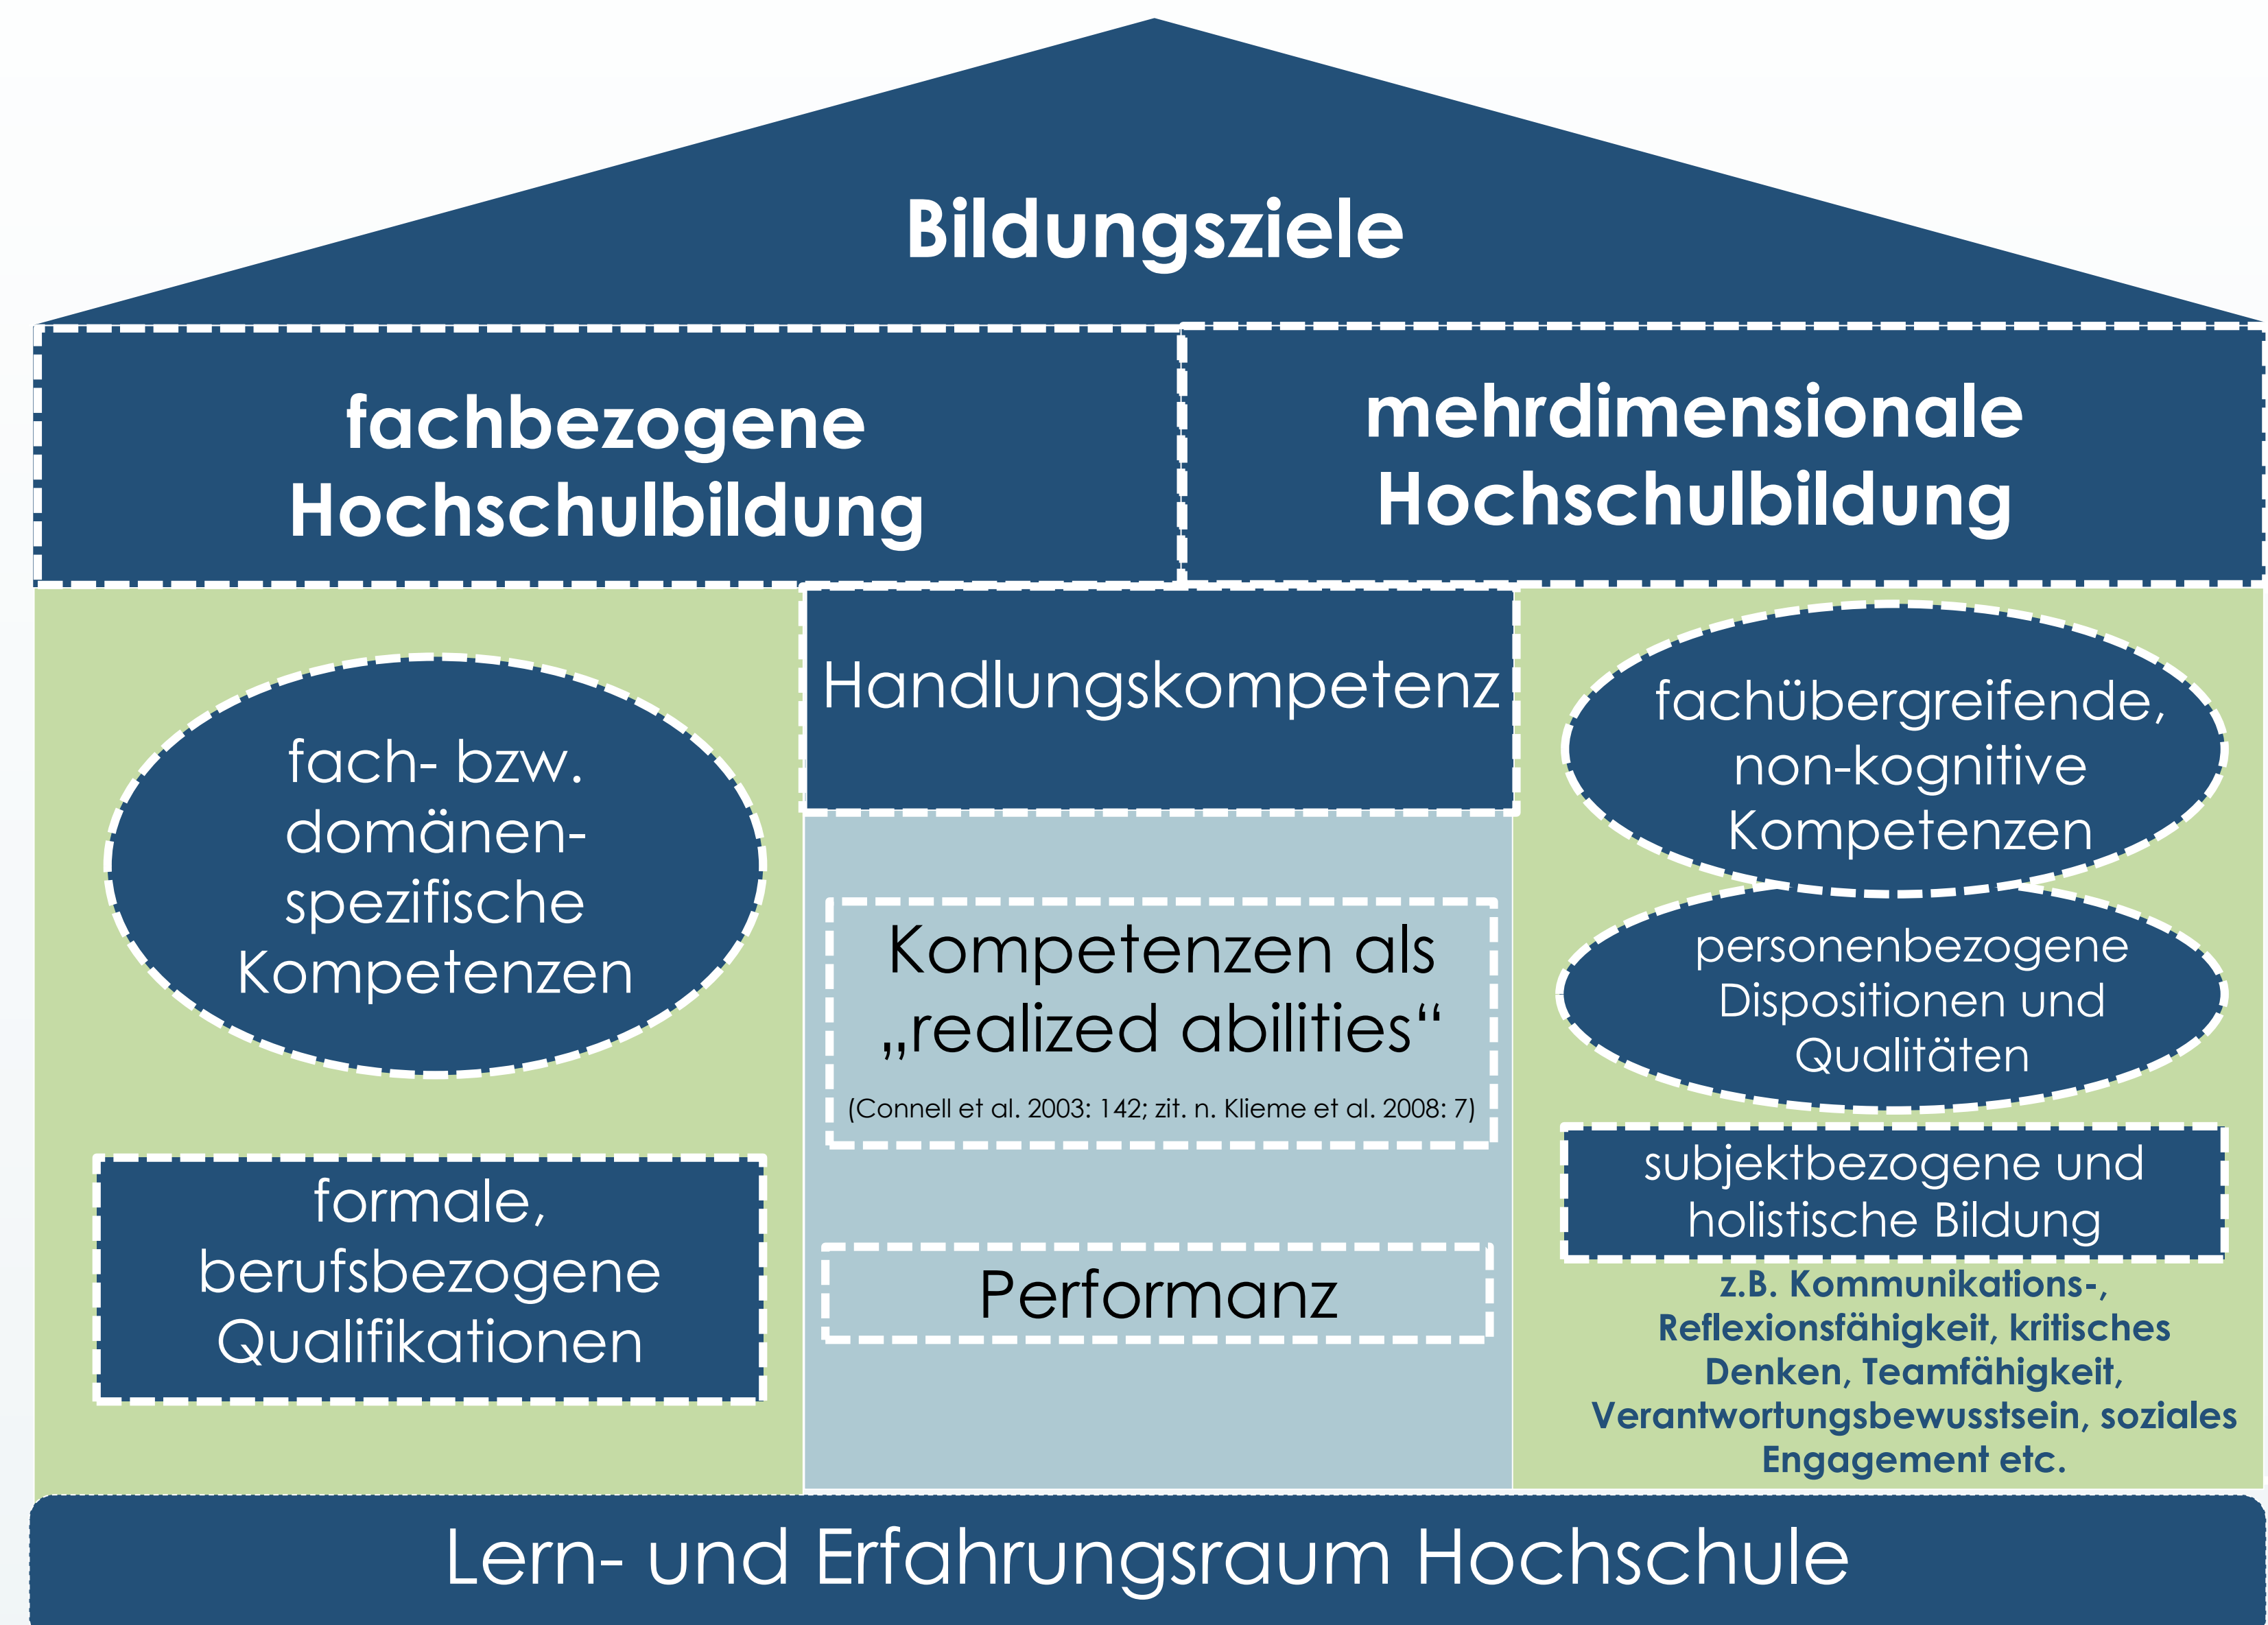 Bildungsziele
fachbezogene
Hochschulbildung
mehrdimensionale
Hochschulbildung
fach- bzw.
domänen-
spezifische
Kompetenzen
formale,
berufsbezogene
Qualifikationen
Handlungskompetenz
Kompetenzen als
„realized abilities“
(Connell et al. 2003: 142; zit. n. Klieme et al. 2008: 7)
Performanz
fachübergreifende,
non-kognitive
Kompetenzen
personenbezogene
Dispositionen und
Qualitäten
subjektbezogene und
holistische Bildung
z.B. Kommunikations-,
Reflexionsfähigkeit, kritisches
Denken, Teamfähigkeit,
Verantwortungsbewusstsein, soziales
Engagement etc.
Lern- und Erfahrungsraum Hochschule